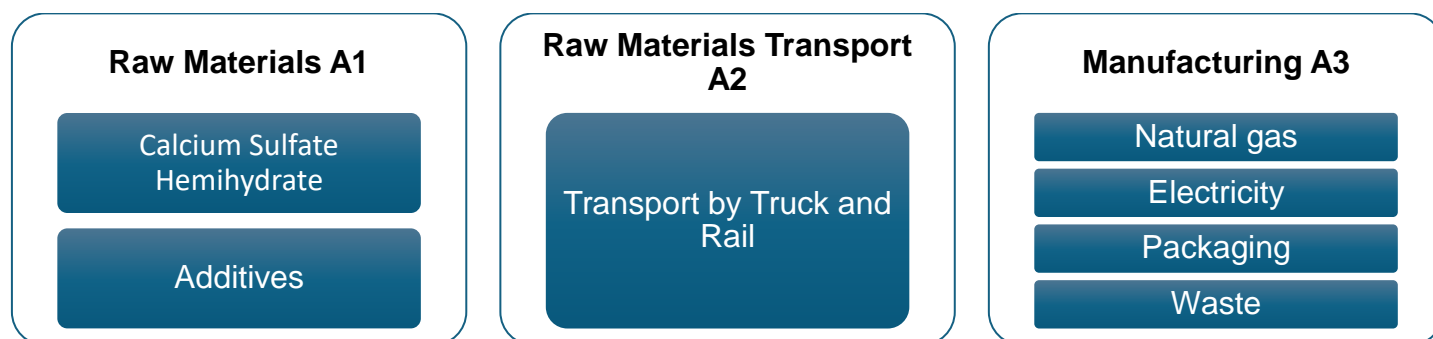 Raw Materials A1
Calcium Sulfate
Hemihydrate
Additives
Raw Materials Transport
A2
Transport by Truck and
Rail
Manufacturing A3
Natural gas
Electricity
Packaging
Waste